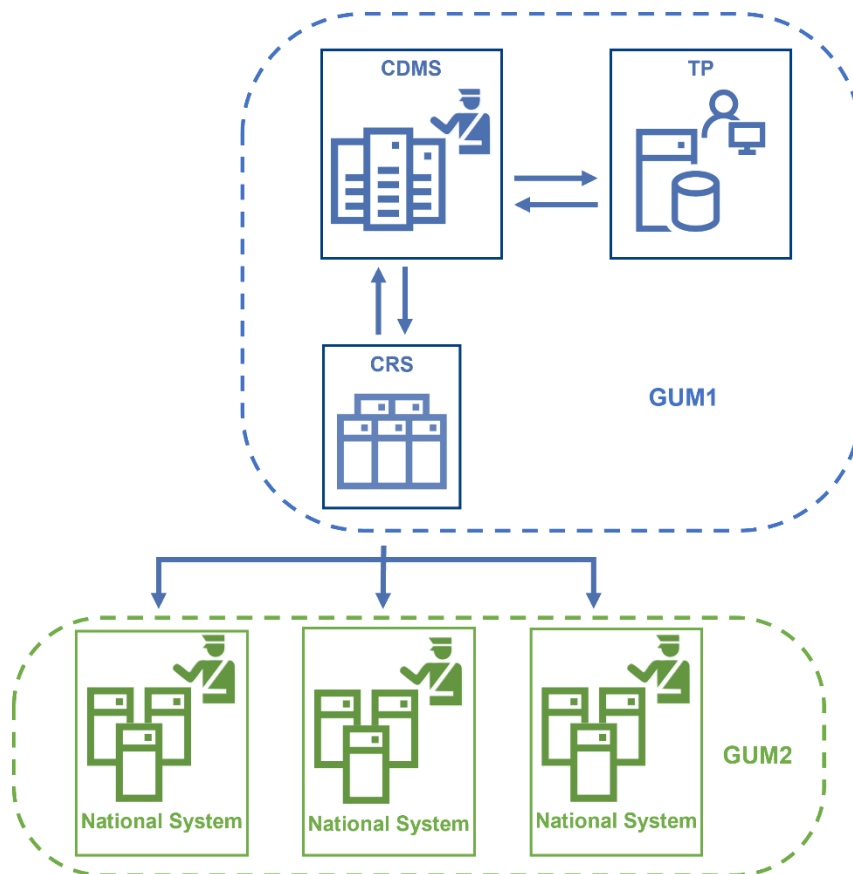 CDMS
TP
CRS
GUM1
GUM2
National System
National System
National System